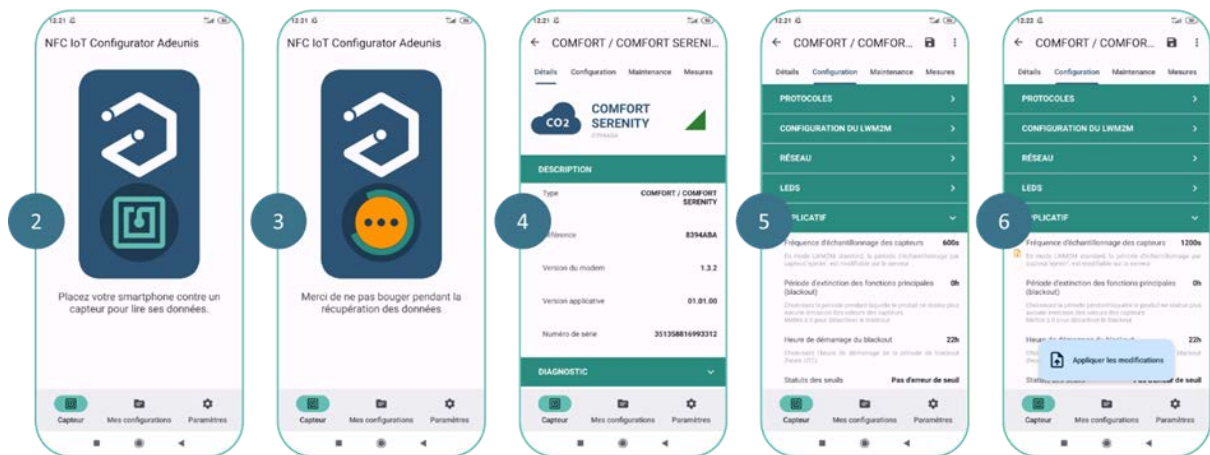 12:21
NFC IoT Configurator Adeunis
2
Placez votre smartphone contre un
capteur pour lire ses données.
Capteur Mes configurations Paramètres
12:21
NFC IoT Configurator Adeunis
3
Merci de ne pas bouger pendant la
récupération des données
Capteur Mes configurations Paramètres
12:21
COMFORT / COMFORT SERENI...
Détails Configuration Maintenance Mesures
CO2
COMFORT
SERENITY
DESCRIPTION
Type COMFORT / COMFORT
SERENITY
4
8394ABA
Version du modem 1.3.2
Version applicative 01.01.00
Numéro de série 351358816993312
DIAGNOSTIC
Capteur Mes configurations Paramètres
12:21
COMFORT / COMFOR...
Détails Configuration Maintenance Mesures
PROTOCOLES
CONFIGURATION DU LWM2M
RÉSEAU
LEDS
5
PLICATIF
Fréquence d'échantillonnage des capteurs 600s
Période d'extinction des fonctions principales 0h
(blackout)
Heure de démarrage du blackout 22h
Statuts des seuils Pas d'erreur de seuil
Capteur Mes configurations Paramètres
12:22
COMFORT / COMFOR...
Détails Configuration Maintenance Mesures
PROTOCOLES
CONFIGURATION DU LWM2M
RÉSEAU
LEDS
6
PLICATIF
Fréquence d'échantillonnage des capteurs 1200s
Période d'extinction des fonctions principales 0h
(blackout)
22h
Appliquer les modifications
Capteur Mes configurations Paramètres